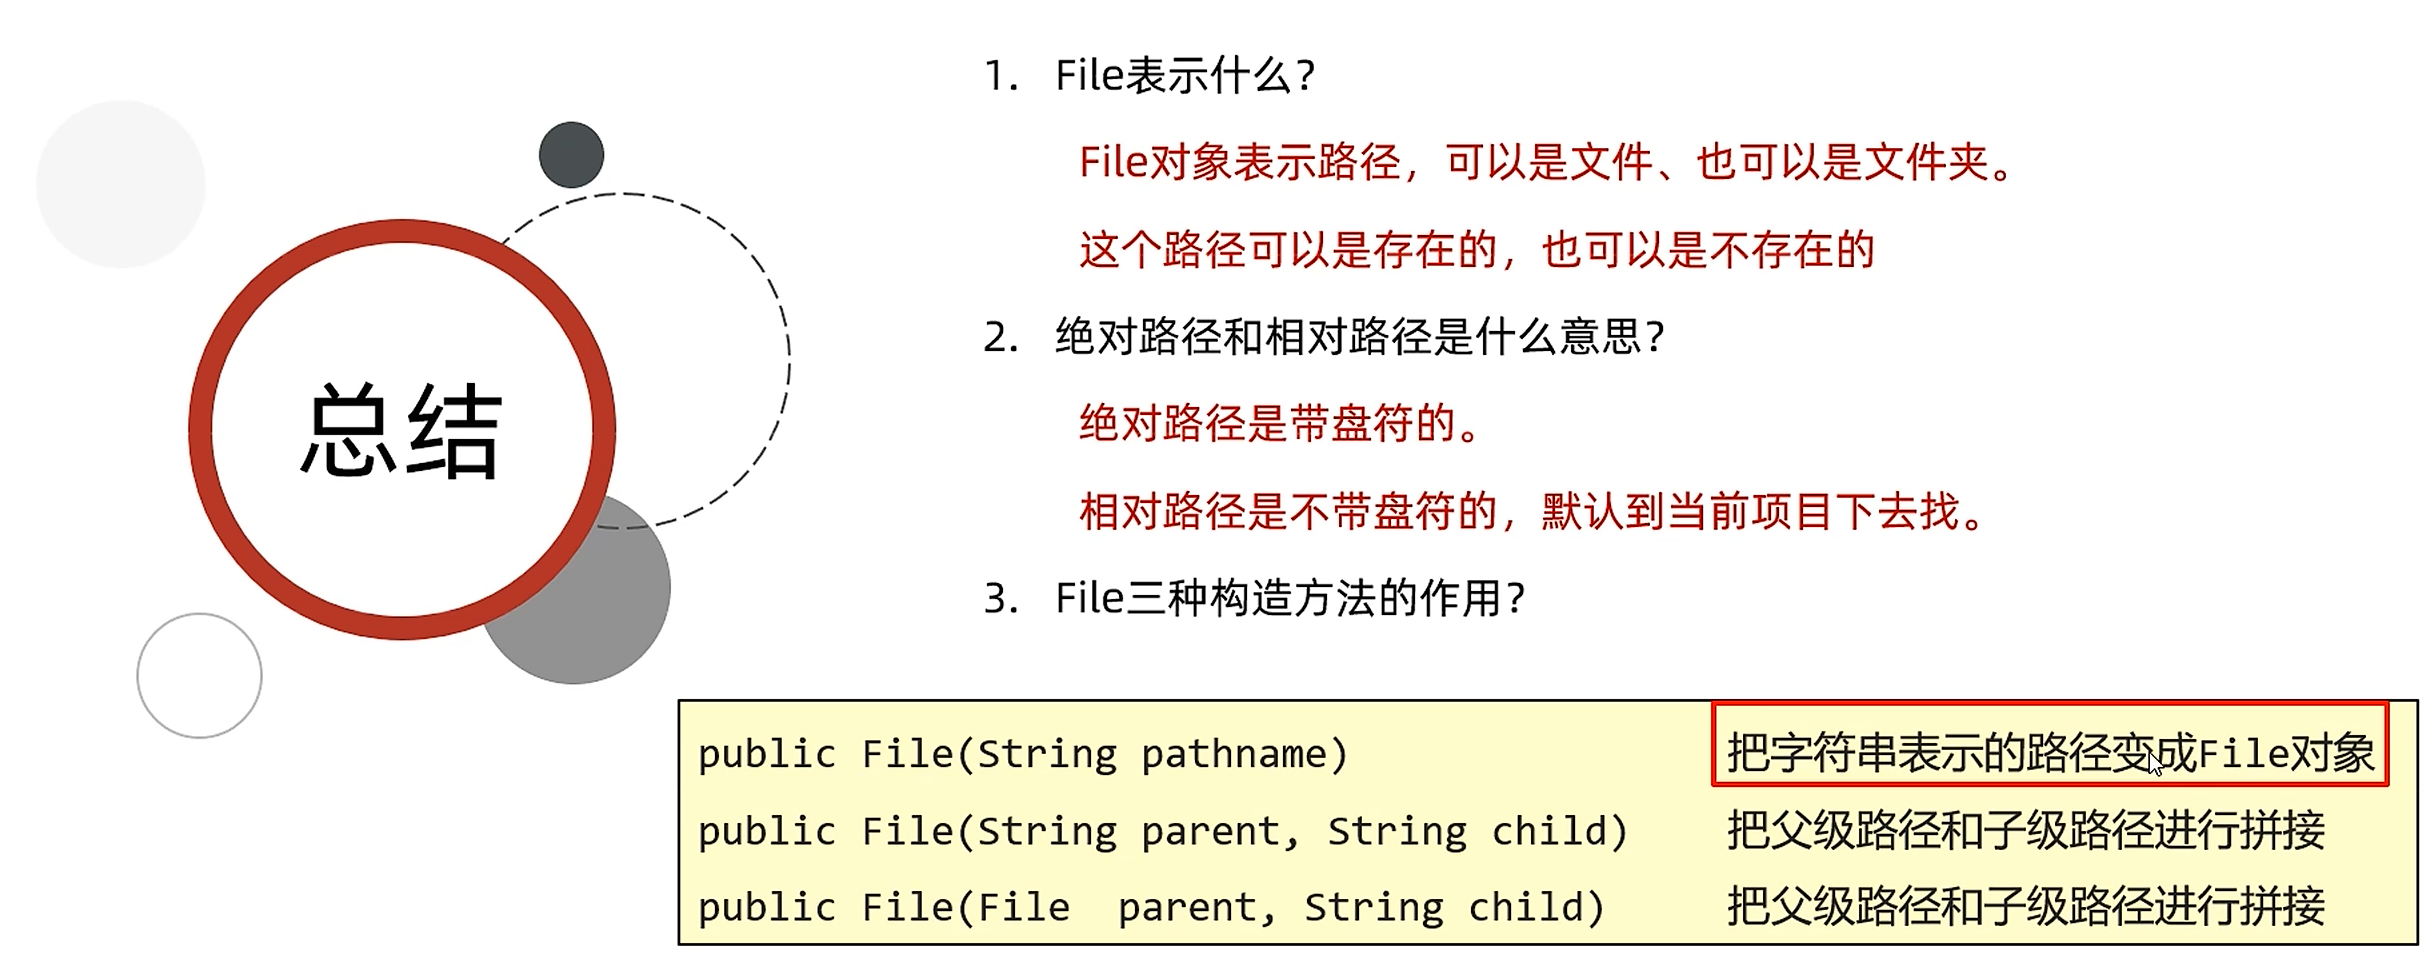 总结
1. File表示什么？
File对象表示路径，可以是文件、也可以是文件夹。
这个路径可以是存在的，也可以是不存在的
2. 绝对路径和相对路径是什么意思？
绝对路径是带盘符的。
相对路径是不带盘符的，默认到当前项目下去找。
3. File三种构造方法的作用？
public File(String pathname) 把字符串表示的路径变成File对象
public File(String parent, String child) 把父级路径和子级路径进行拼接
public File(File  parent, String child) 把父级路径和子级路径进行拼接